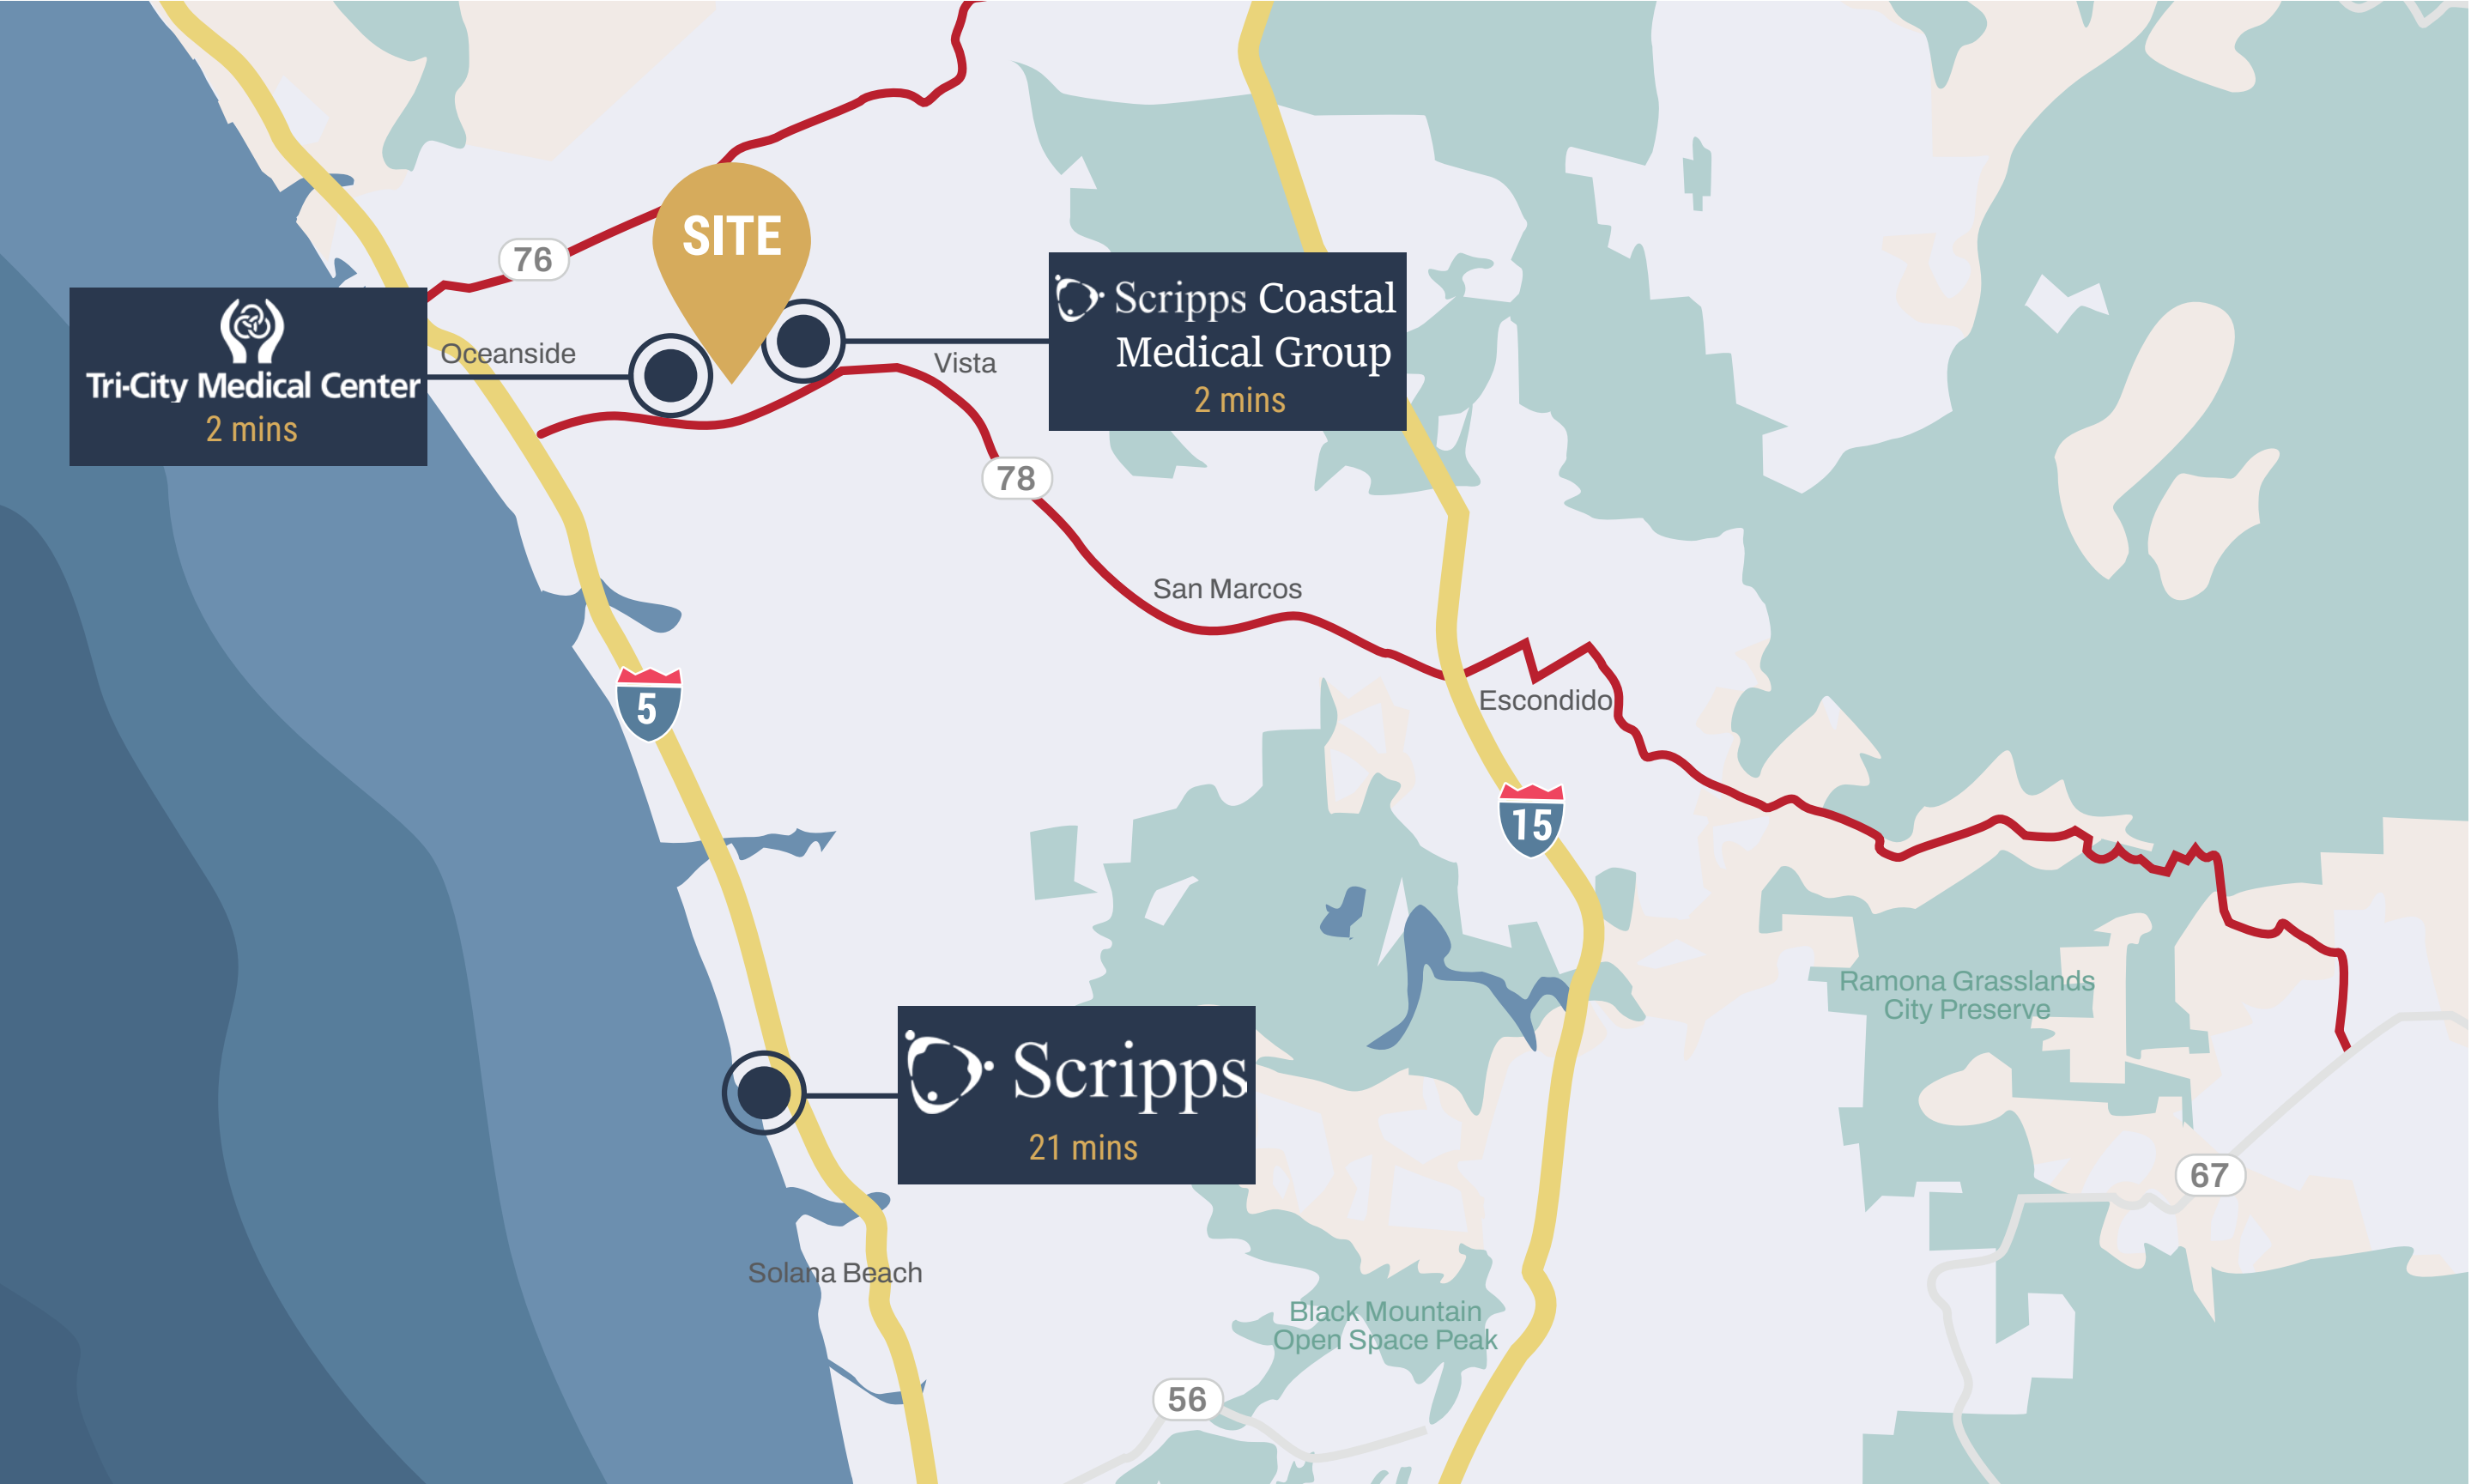 SITE
76
Scripps Coastal
Medical Group
2 mins
Tri-City Medical Center
2 mins
Oceanside
Vista
78
San Marcos
Escondido
5
15
Ramona Grasslands
City Preserve
Scripps
21 mins
67
Solana Beach
Black Mountain
Open Space Peak
56